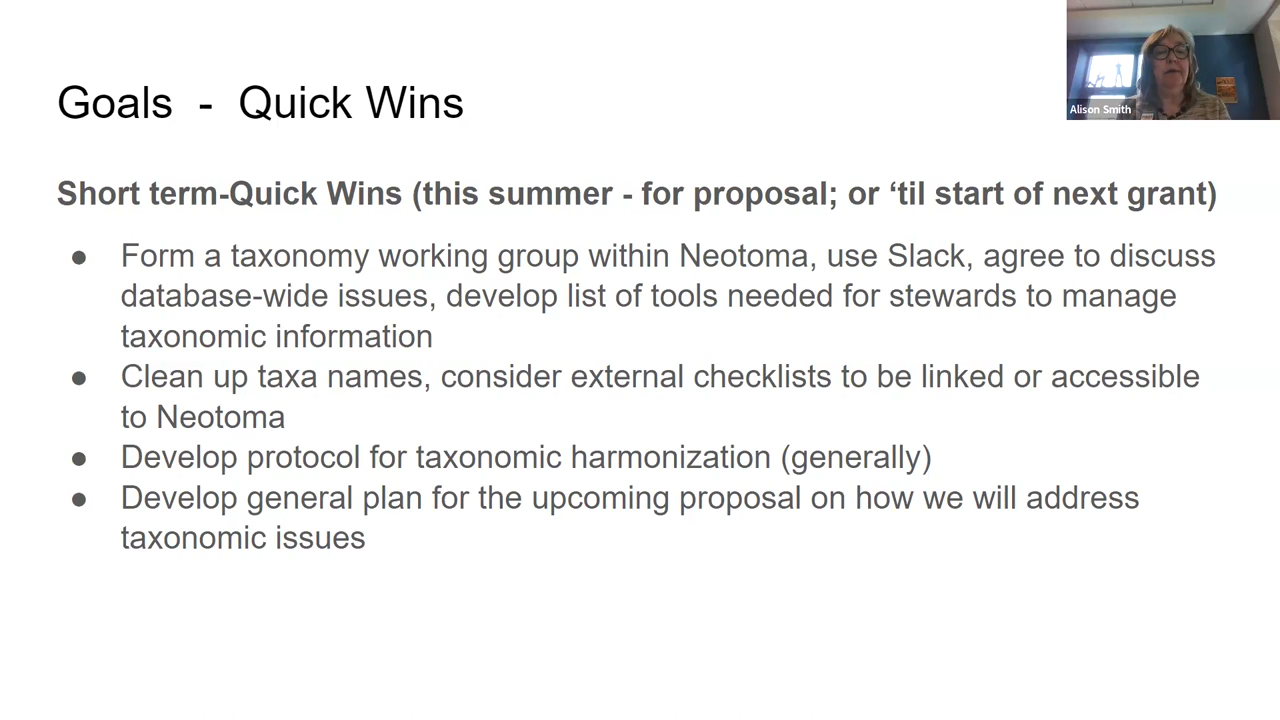 Alison Smith
Goals - Quick Wins
Short term-Quick Wins (this summer - for proposal; or ‘til start of next grant)
● Form a taxonomy working group within Neotoma, use Slack, agree to discuss
database-wide issues, develop list of tools needed for stewards to manage
taxonomic information
● Clean up taxa names, consider external checklists to be linked or accessible
to Neotoma
● Develop protocol for taxonomic harmonization (generally)
● Develop general plan for the upcoming proposal on how we will address
taxonomic issues